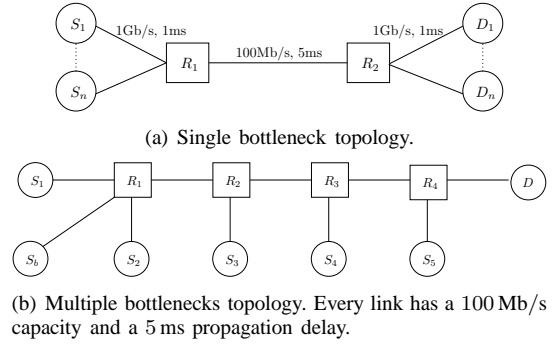 S1
1Gb/s, 1ms
1Gb/s, 1ms
D1
R1
100Mb/s, 5ms
R2
Sn
Dn
(a) Single bottleneck topology.
S1
R1
R2
R3
R4
D
Sb
S2
S3
S4
S5
(b) Multiple bottlenecks topology. Every link has a 100 Mb/s
capacity and a 5 ms propagation delay.